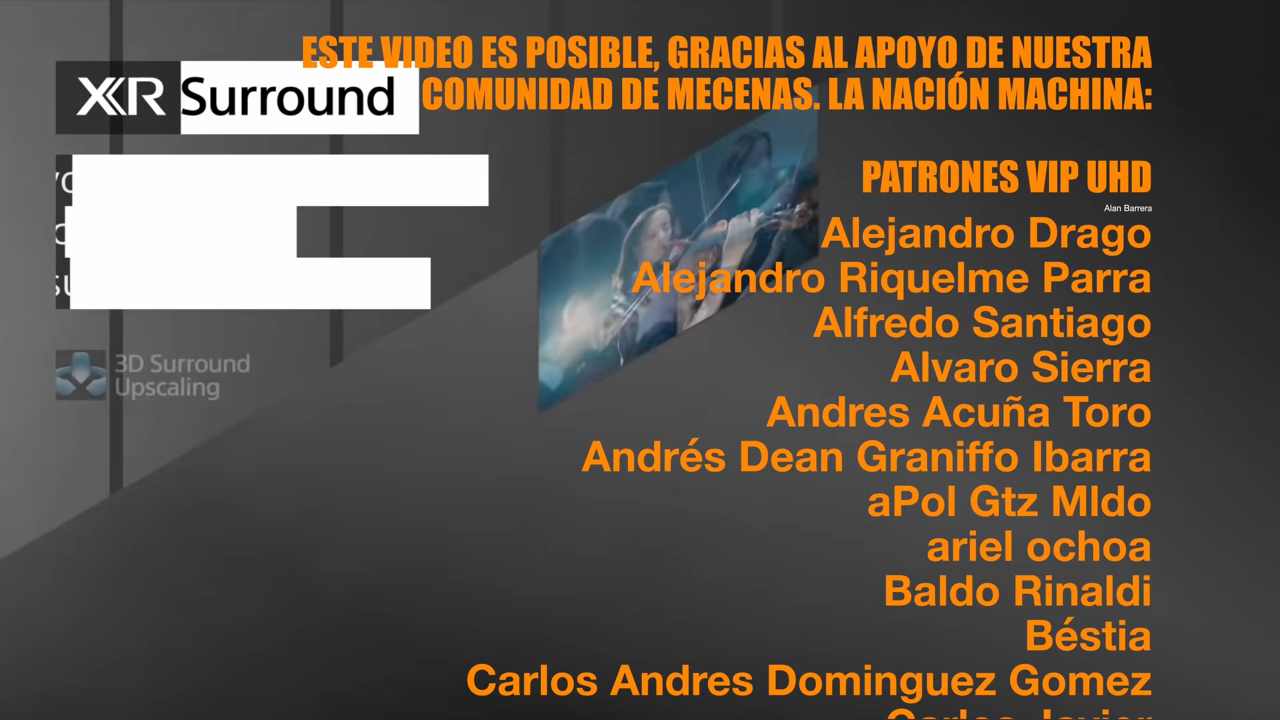 ESTE VIDEO ES POSIBLE, GRACIAS AL APOYO DE NUESTRA
COMUNIDAD DE MECENAS. LA NACIÓN MACHINA:
XR Surround
3D Surround
Upscaling
PATRONES VIP UHD
Alan Barrera
Alejandro Drago
Alejandro Riquelme Parra
Alfredo Santiago
Alvaro Sierra
Andres Acuña Toro
Andrés Dean Graniffo Ibarra
aPol Gtz Mldo
ariel ochoa
Baldo Rinaldi
Béstia
Carlos Andres Dominguez Gomez
Carlos Javier